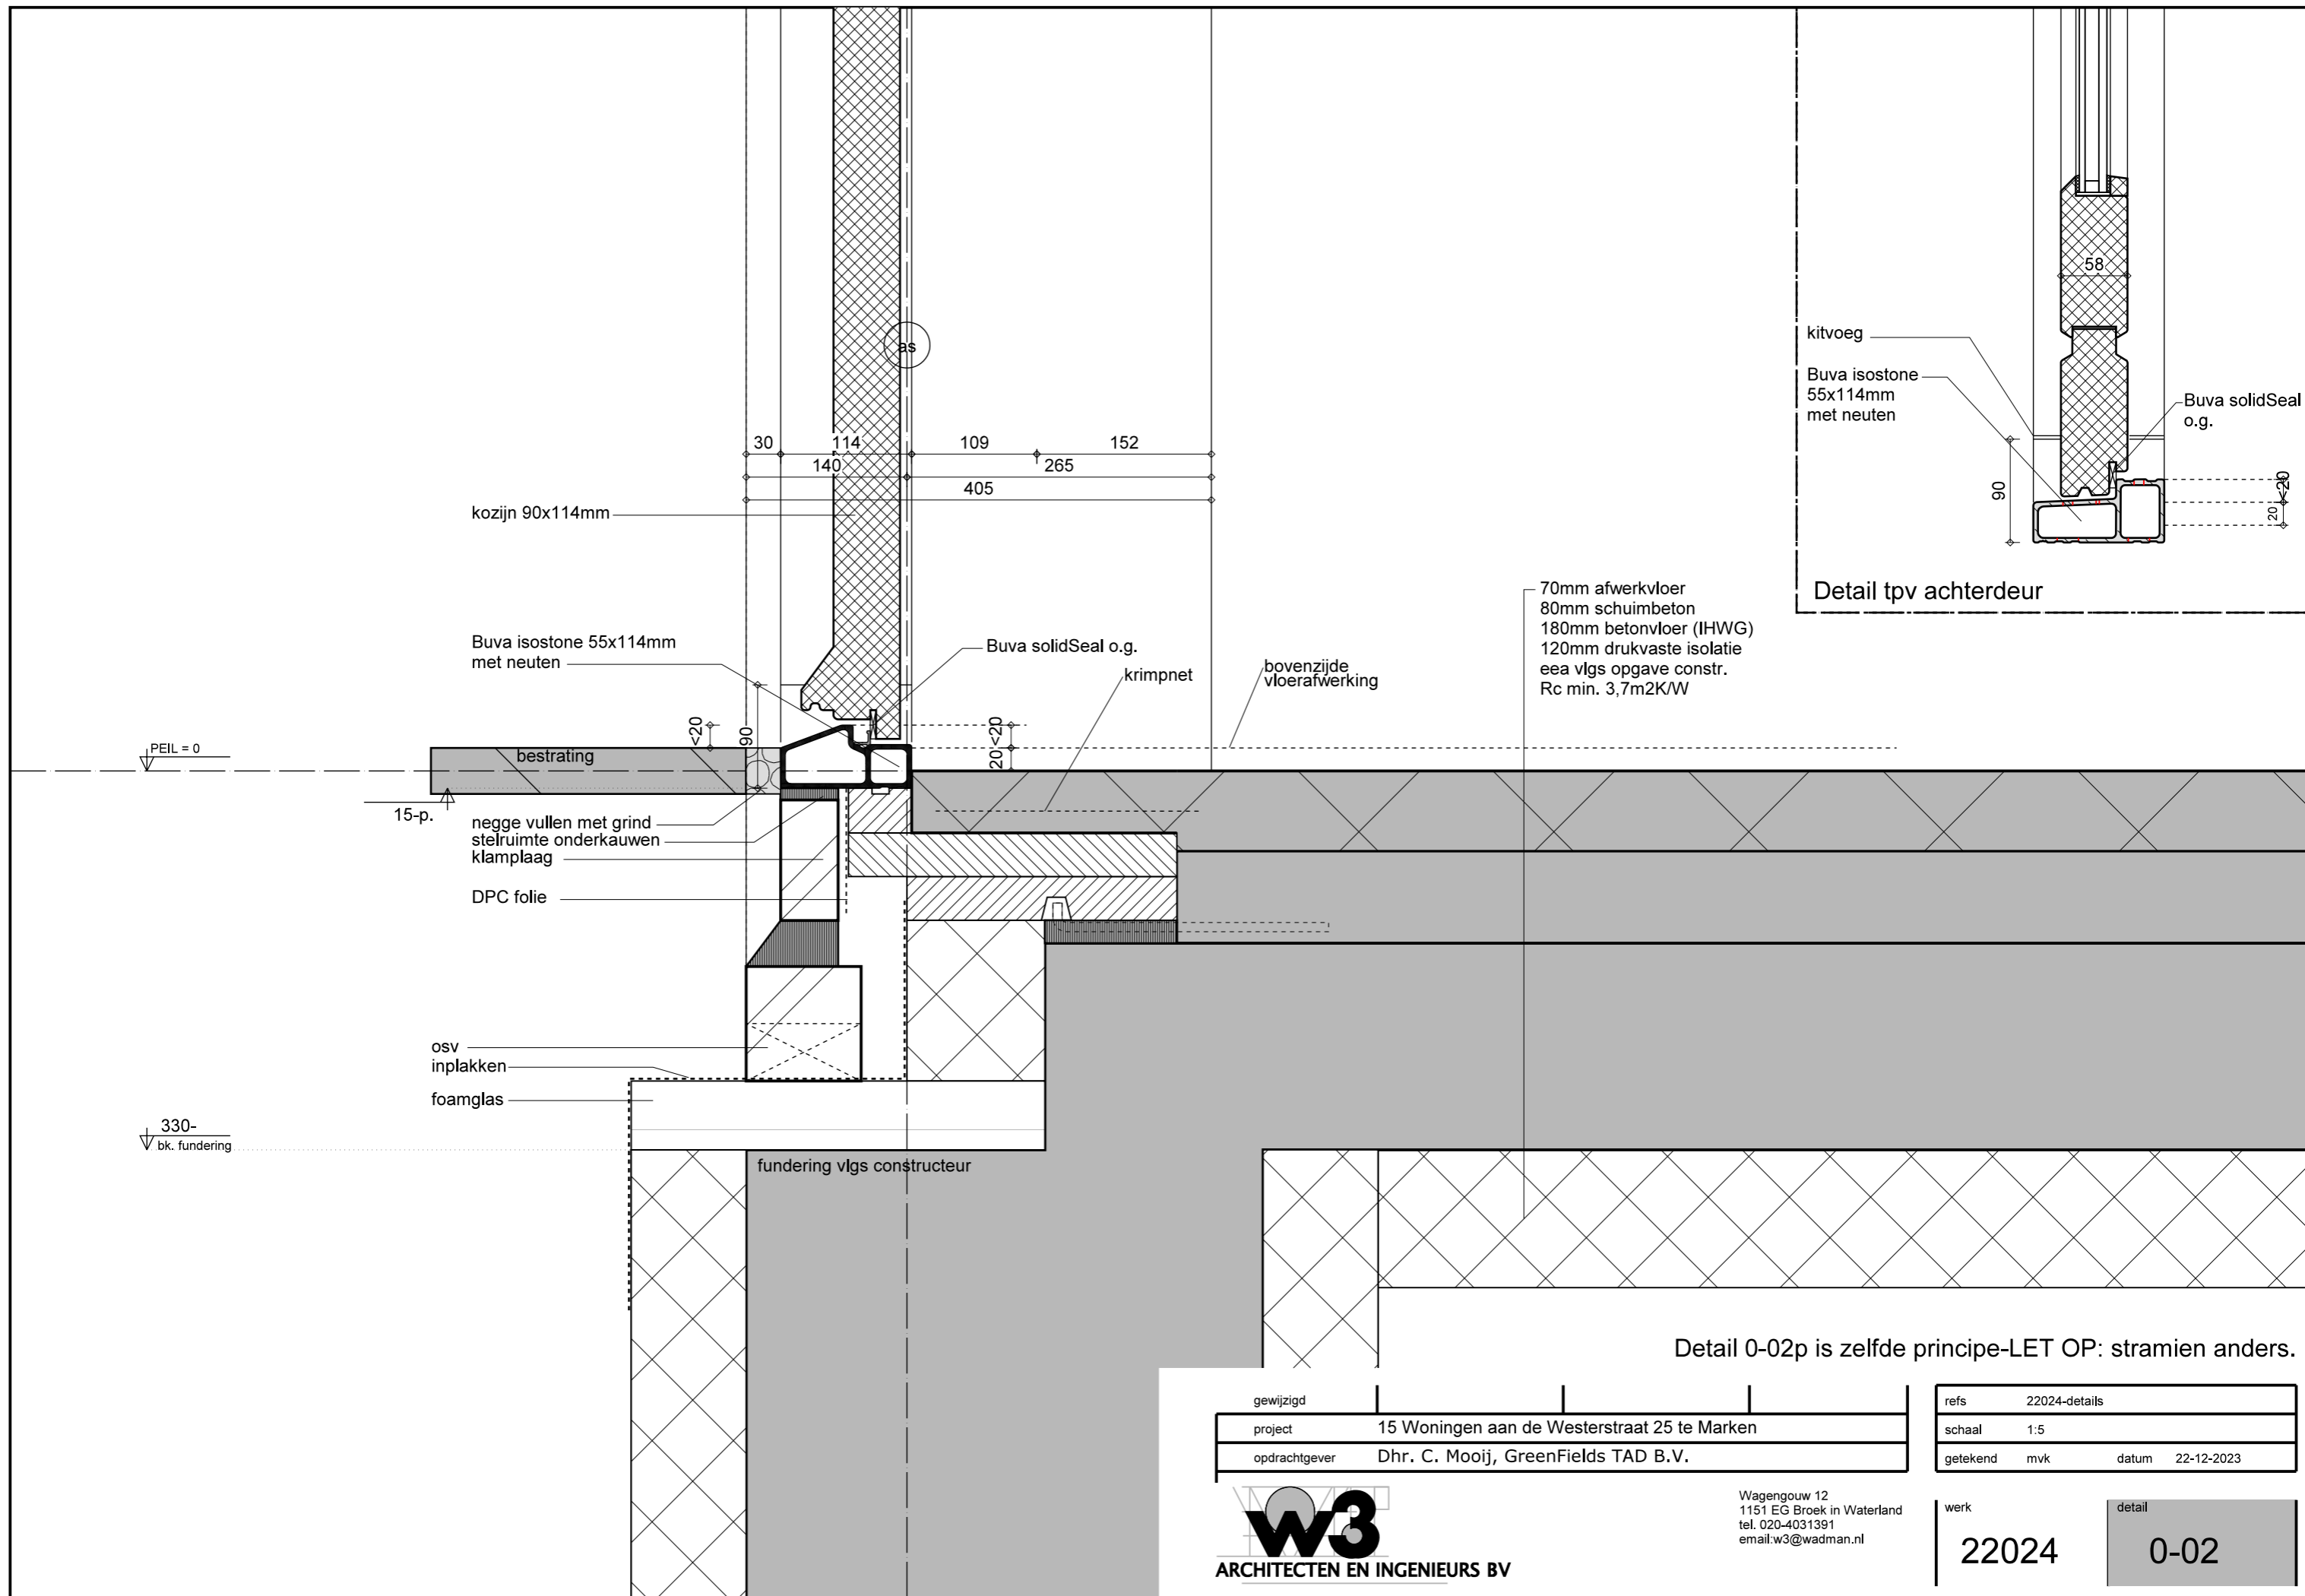 as
30
114
109
152
140
265
405
kozijn 90x114mm
Buva isostone 55x114mm
met neuten
Buva solidSeal o.g.
krimpnet
bovenzijde
vloerafwerking
70mm afwerkvloer
80mm schuimbeton
180mm betonvloer (IHWG)
120mm drukvaste isolatie
eea vlgs opgave constr.
Rc min. 3,7m2K/W
58
kitvoeg
Buva isostone
55x114mm
met neuten
Buva solidSeal
o.g.
90
<20
20
Detail tpv achterdeur
<20
90
<20
20
PEIL = 0
bestrating
15-p.
negge vullen met grind
stelruimte onderkauwen
klamplaag
DPC folie
osv
inplakken
foamglas
330-
bk. fundering
fundering vlgs constructeur
Detail 0-02p is zelfde principe-LET OP: stramien anders.
gewijzigd
project 15 Woningen aan de Westerstraat 25 te Marken
opdrachtgever Dhr. C. Mooij, GreenFields TAD B.V.
refs 22024-details
schaal 1:5
getekend mvk datum 22-12-2023
w3
ARCHITECTEN EN INGENIEURS BV
Wagengouw 12
1151 EG Broek in Waterland
tel. 020-4031391
email:w3@wadman.nl
werk
22024
detail
0-02